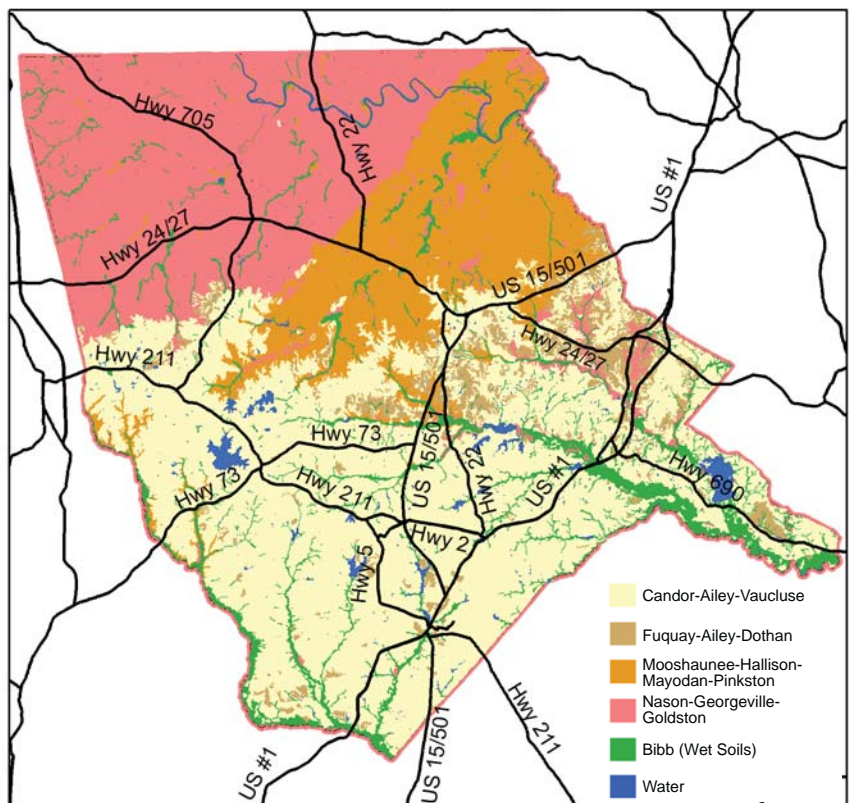 Hwy 705
Hwy 22
US #1
Hwy 24/27
US 15/501
Hwy 24/27
Hwy 211
US 15/501
Hwy 73
Hwy 22
US #1
Hwy 690
Hwy 73
Hwy 211
Hwy 2
Hwy 5
Candor-Ailey-Vaucluse
Fuquay-Ailey-Dothan
Mooshaunee-Hallison-
Mayodan-Pinkston
Nason-Georgeville-
Goldston
Bibb (Wet Soils)
Water
Hwy 211
US 15/501
US #1